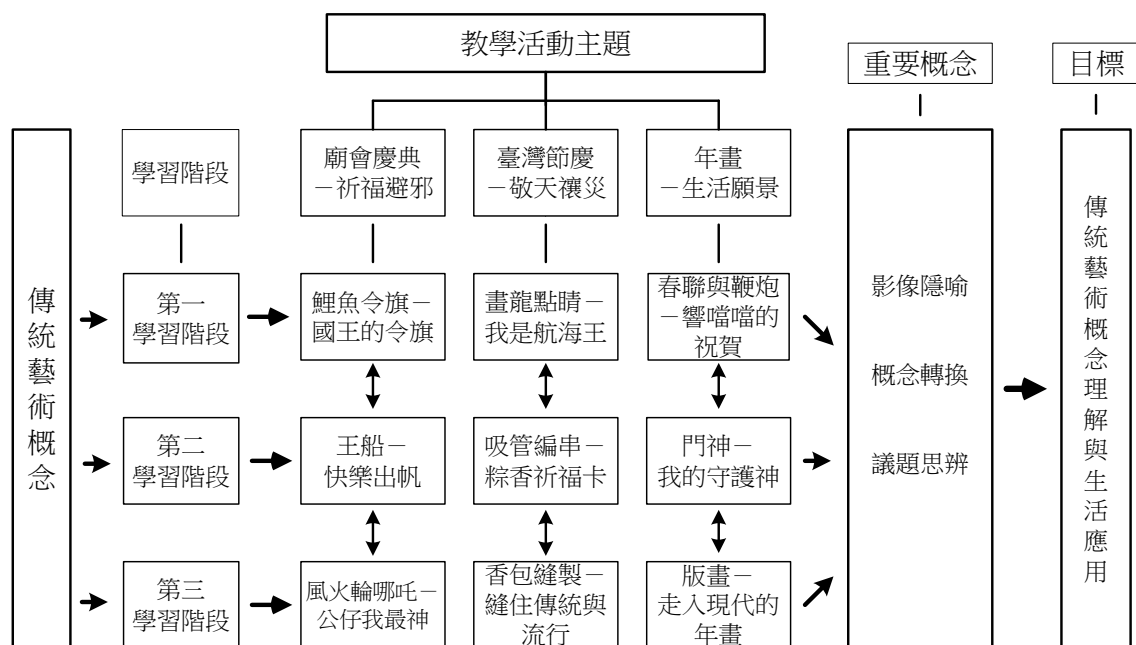 教學活動主題
重要概念
目標
學習階段
廟會慶典
－祈福避邪
臺灣節慶
－敬天禳災
年畫
－生活願景
傳統藝術概念
第一
學習階段
鯉魚令旗－
國王的令旗
畫龍點睛－
我是航海王
春聯與鞭炮
－響噹噹的
祝賀
第二
學習階段
王船－
快樂出帆
吸管編串－
粽香祈福卡
門神－
我的守護神
第三
學習階段
風火輪哪吒－
公仔我最神
香包縫製－
縫住傳統與
流行
版畫－
走入現代的
年畫
影像隱喻
概念轉換
議題思辨
傳統藝術概念理解與生活應用